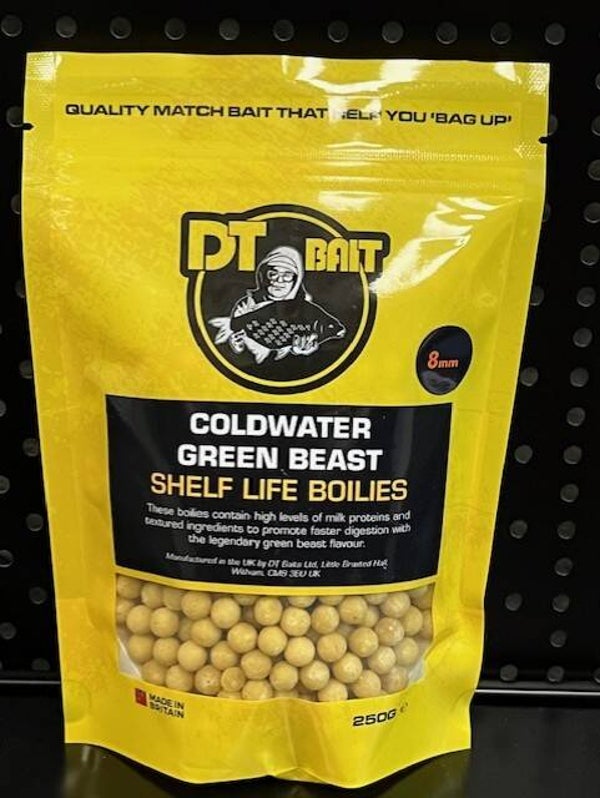 QUALITY MATCH BAIT THAT HELP YOU 'BAG UP'
DT BAIT
8mm
COLDWATER
GREEN BEAST
SHELF LIFE BOILIES
These boilies contain high levels of milk proteins and
textured ingredients to promote faster digestion with
the legendary green beast flavour.
Manufactured in the UK by DT Baits Ltd, Little Braxted Hall,
Witham, CM8 3EU UK
MADE IN
BRITAIN
250G e